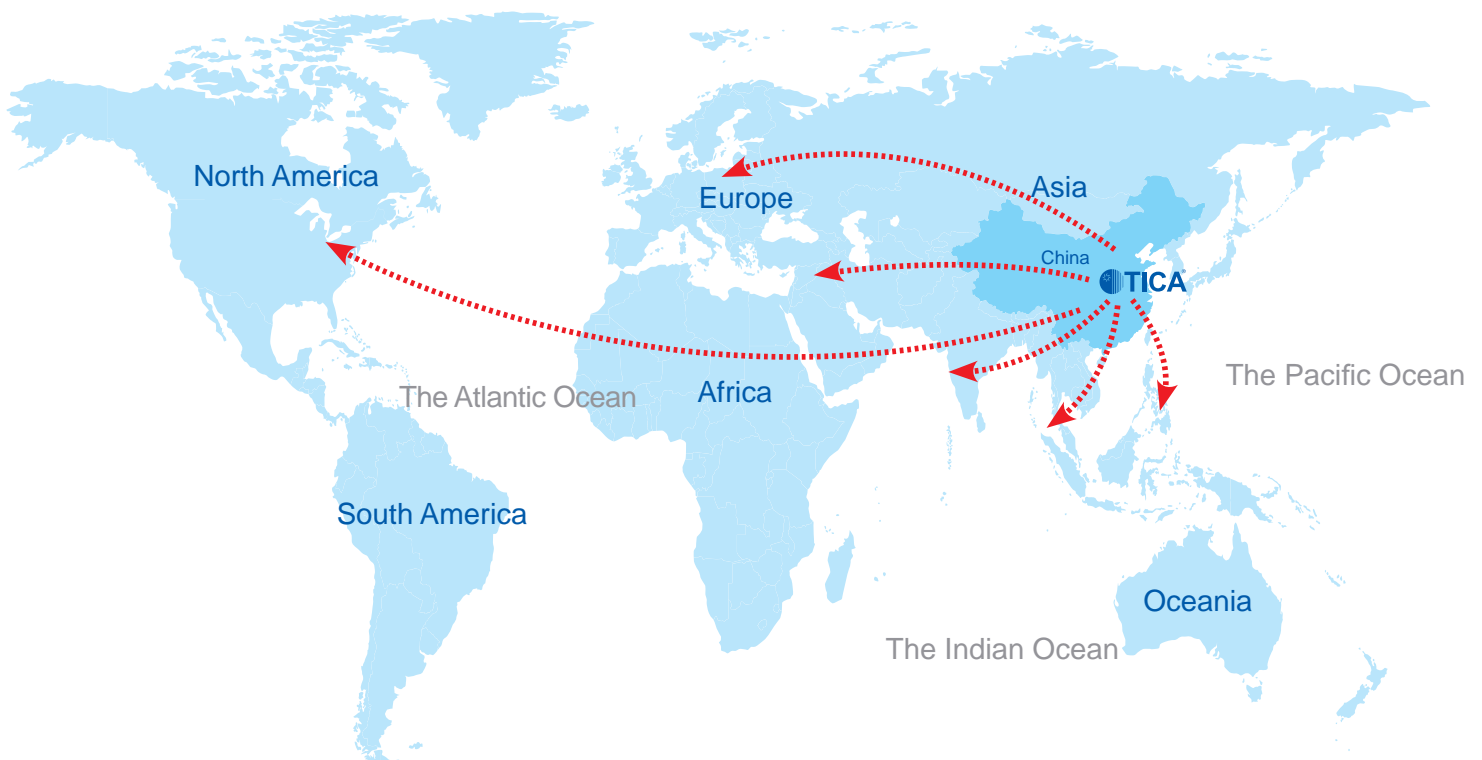 North America
Europe
Asia
China
TICA
The Pacific Ocean
The Atlantic Ocean
Africa
South America
Oceania
The Indian Ocean